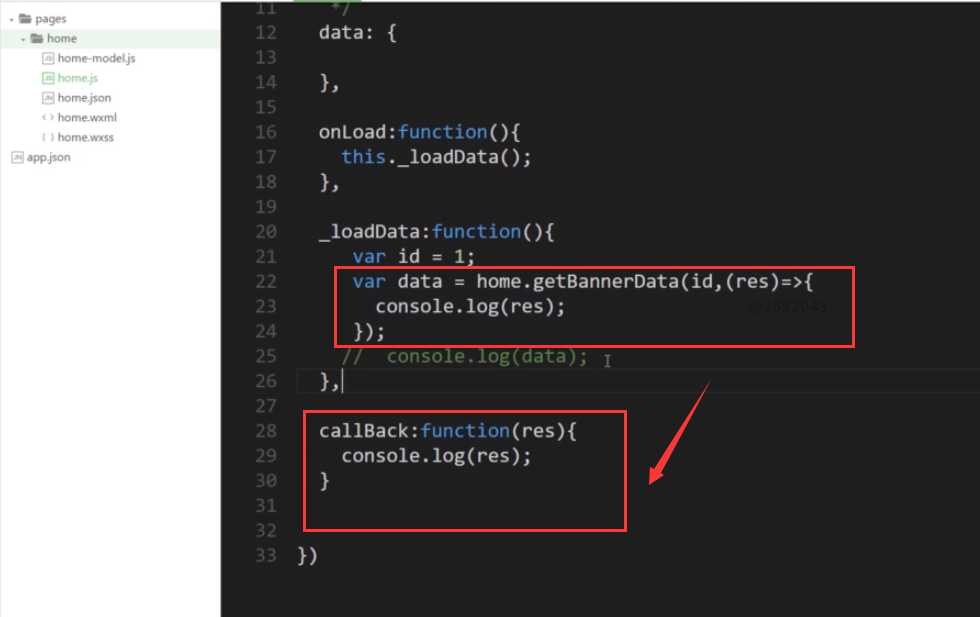 pages
home
home-model.js
home.js
home.json
home.wxml
home.wxss
app.json
11 */
12 data: {
13
14 },
15
16 onLoad:function(){
17 this._loadData();
18 },
19
20 _loadData:function(){
21 var id = 1;
22 var data = home.getBannerData(id,(res)=>{
23 console.log(res);
@3592043
24 });
25 // console.log(data);
26 },
27
28 callBack:function(res){
29 console.log(res);
30 }
31
32
33 })